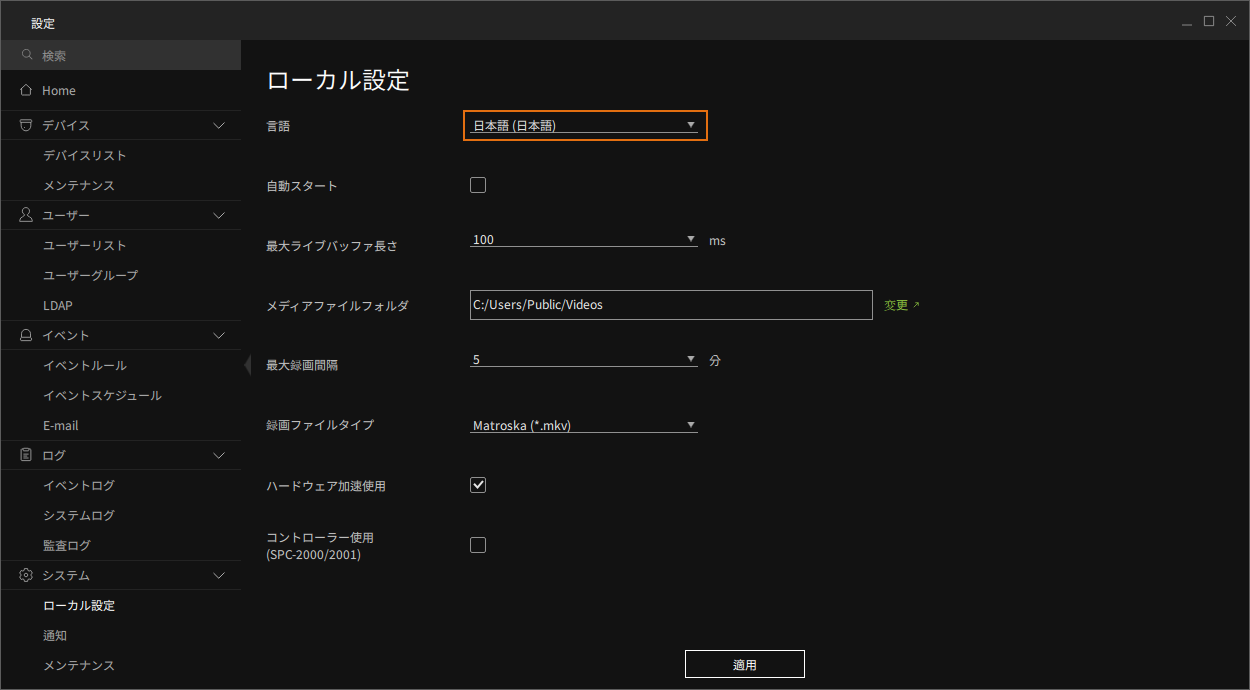 設定
検索
Home
デバイス
デバイスリスト
メンテナンス
ユーザー
ユーザーリスト
ユーザーグループ
LDAP
イベント
イベントルール
イベントスケジュール
E-mail
ログ
イベントログ
システムログ
監査ログ
システム
ローカル設定
通知
メンテナンス
ローカル設定
言語
日本語 (日本語)
自動スタート
最大ライブバッファ長さ
100
ms
メディアファイルフォルダ
C:/Users/Public/Videos
変更
最大録画間隔
5
分
録画ファイルタイプ
Matroska (*.mkv)
ハードウェア加速使用
コントローラー使用
(SPC-2000/2001)
適用